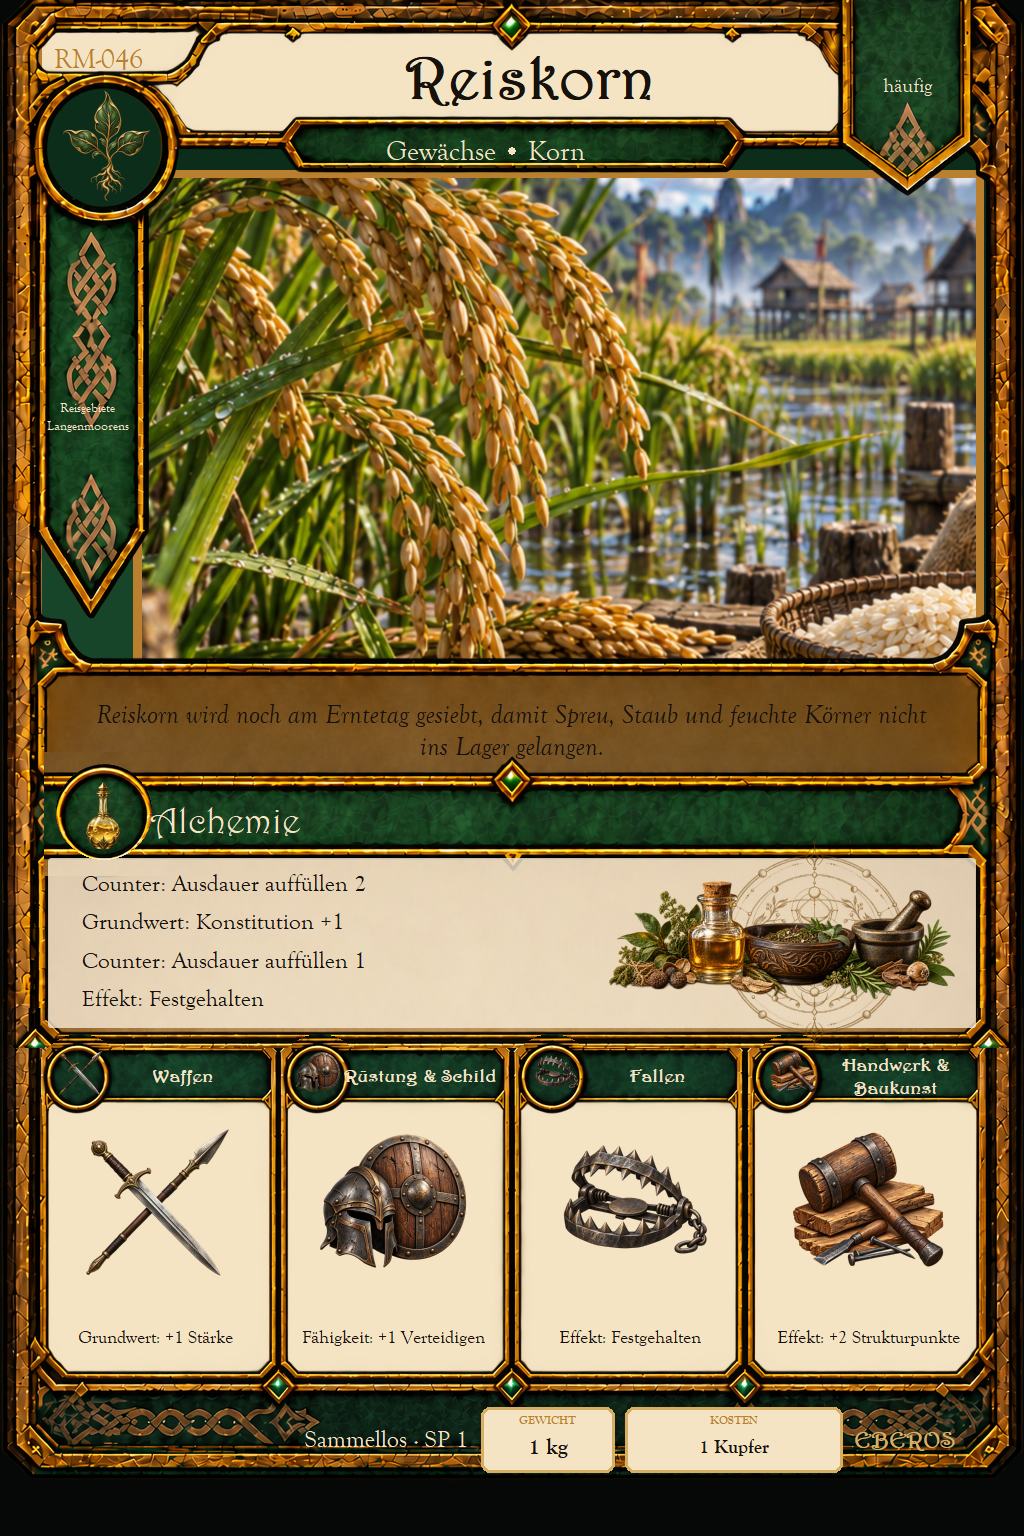 RM-046
Reiskorn
häufig
Gewächse • Korn
Reisgebiete
Langenmoorens
Reiskorn wird noch am Erntetag gesiebt, damit Spreu, Staub und feuchte Körner nicht
ins Lager gelangen.
Alchemie
Counter: Ausdauer auffüllen 2
Grundwert: Konstitution +1
Counter: Ausdauer auffüllen 1
Effekt: Festgehalten
Waffen
Rüstung & Schild
Fallen
Handwerk &
Baukunst
Grundwert: +1 Stärke
Fähigkeit: +1 Verteidigen
Effekt: Festgehalten
Effekt: +2 Strukturpunkte
Sammellos · SP 1
GEWICHT
1 kg
KOSTEN
1 Kupfer
EBEROS